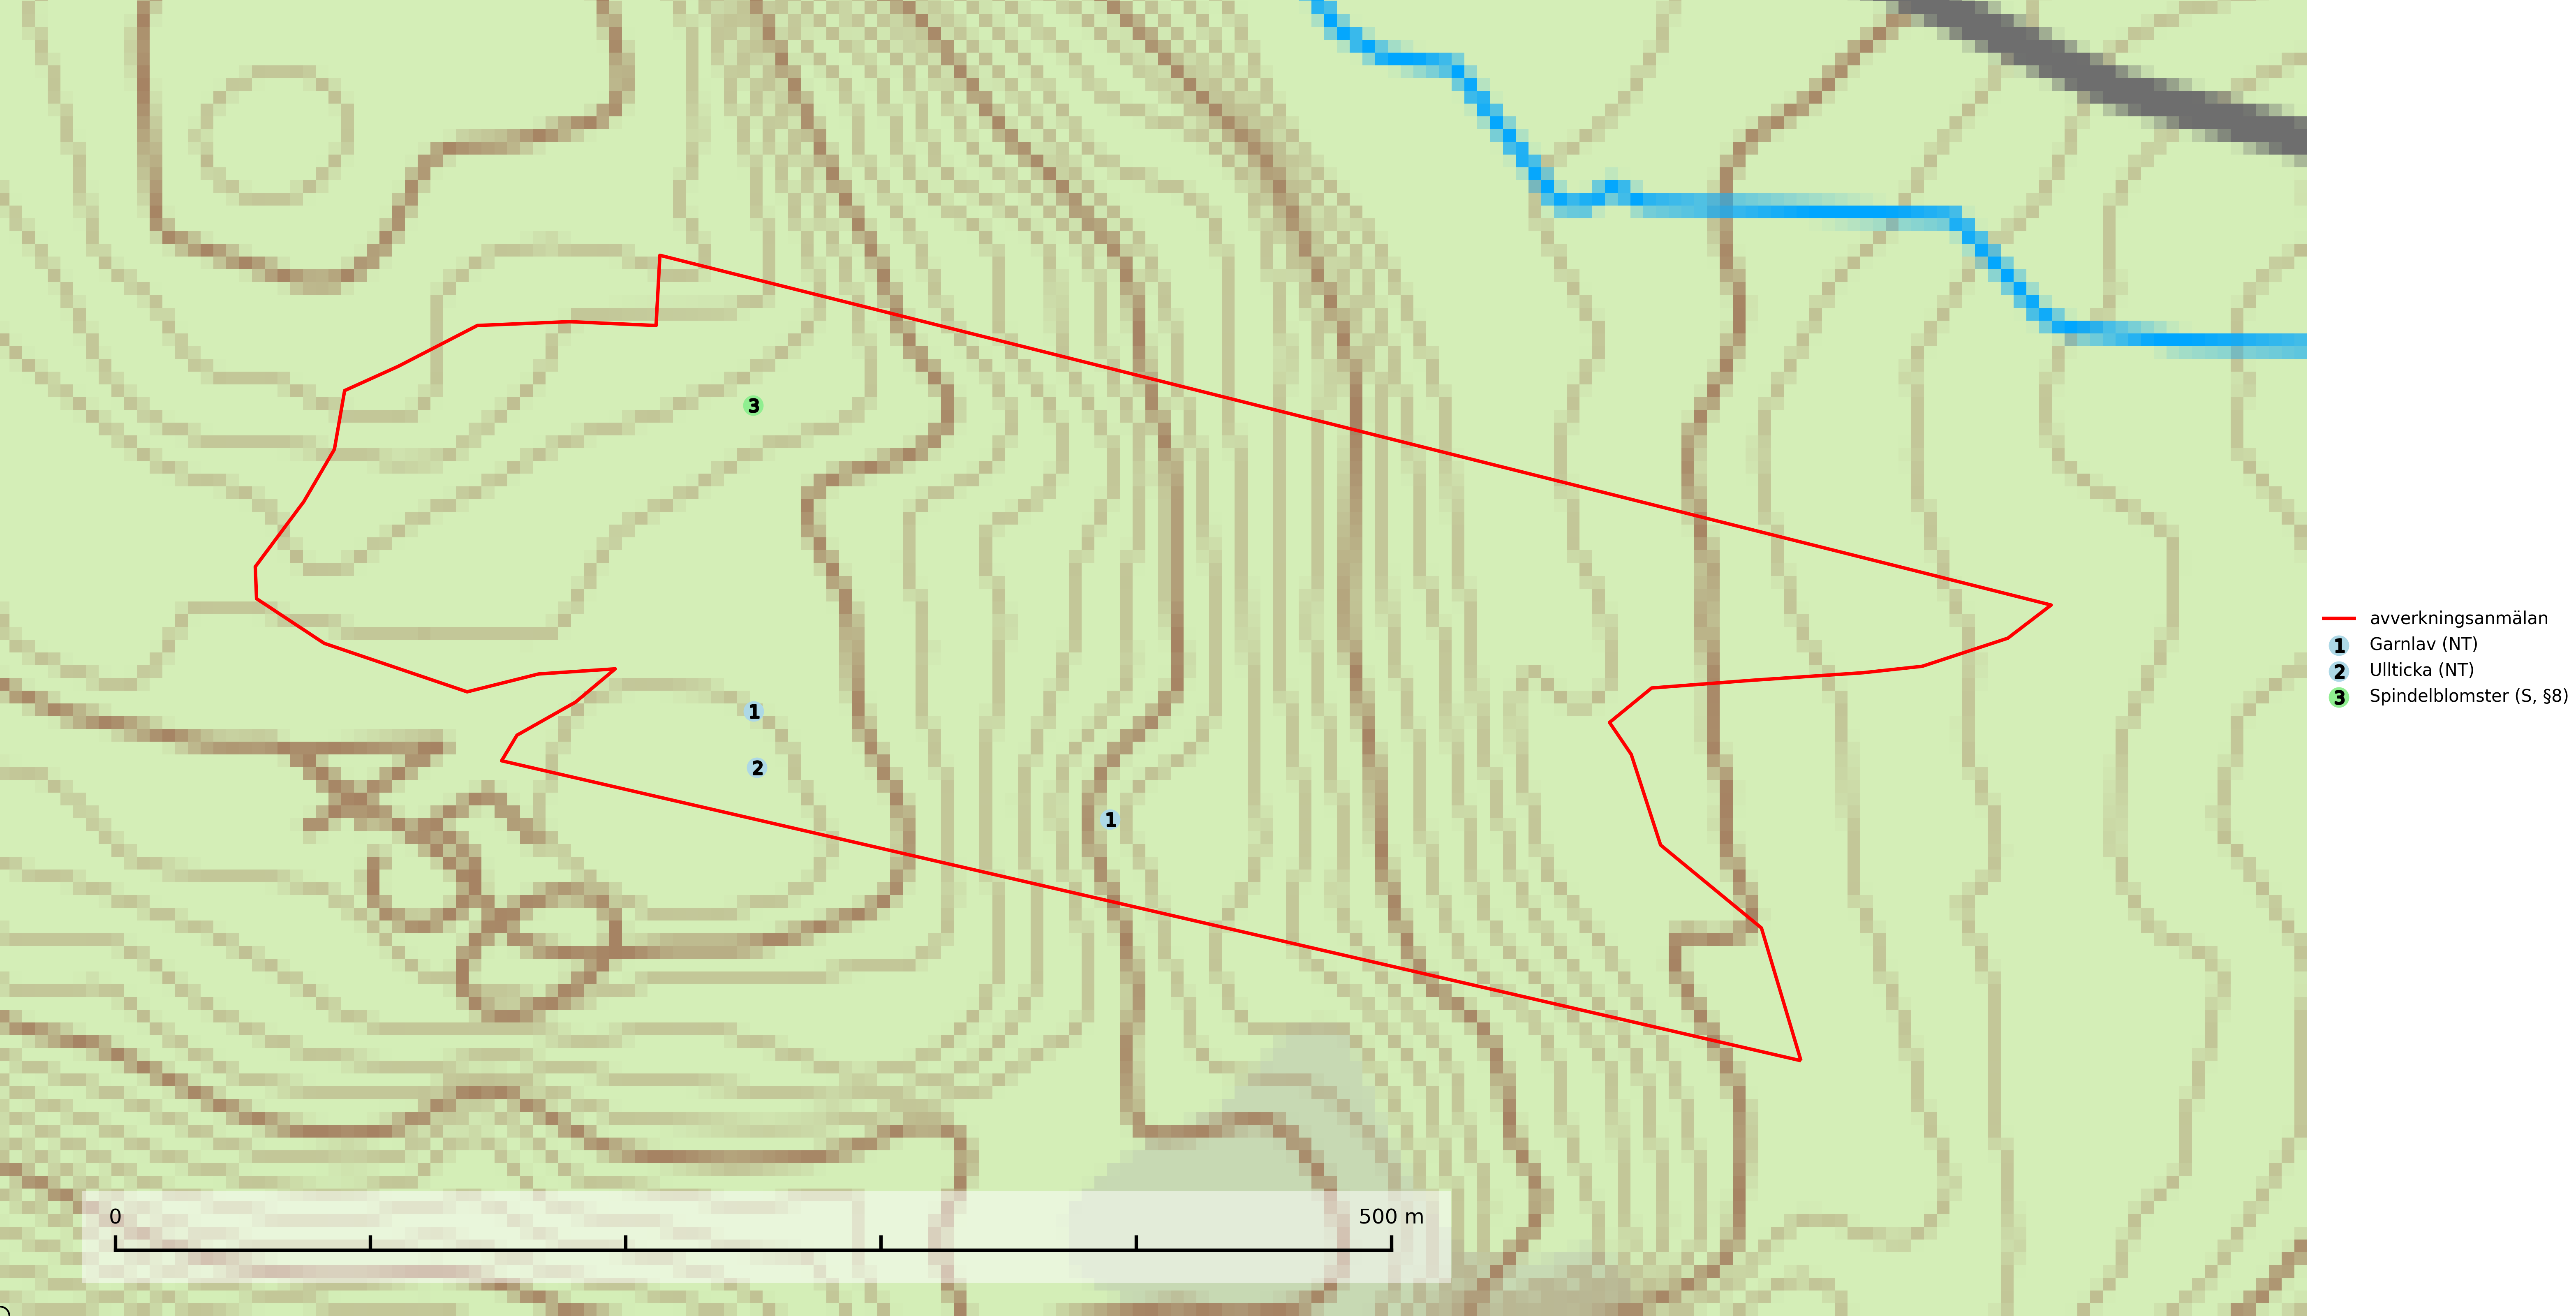 3
1
2
1
0 500 m
avverkningsanmälan
1 Garnlav (NT)
2 Ullticka (NT)
3 Spindelblomster (S, §8)